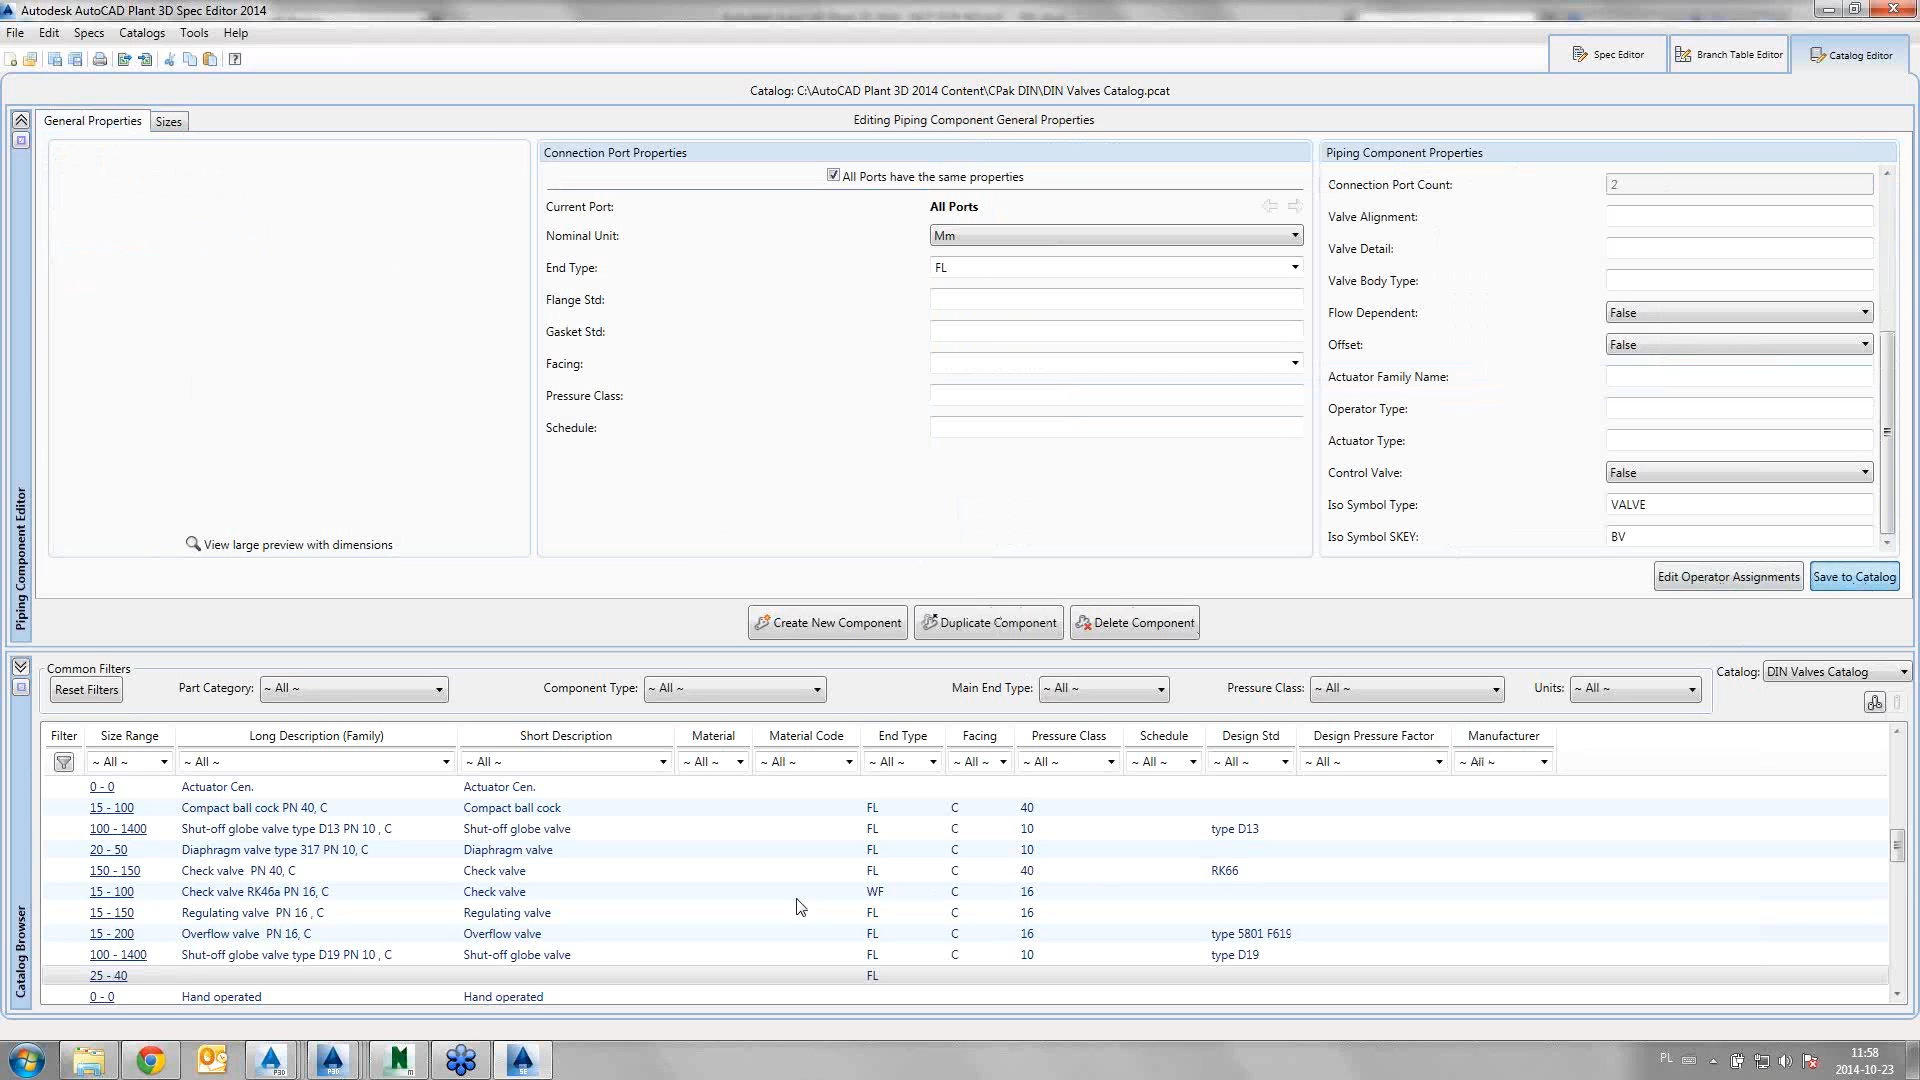 Autodesk AutoCAD Plant 3D Spec Editor 2014
File Edit Specs Catalogs Tools Help
Spec Editor Branch Table Editor Catalog Editor
Catalog: C:\AutoCAD Plant 3D 2014 Content\CPak DIN\DIN Valves Catalog.pcat
General Properties Sizes Editing Piping Component General Properties
Connection Port Properties
All Ports have the same properties
Current Port: All Ports
Nominal Unit: Mm
End Type: FL
Flange Std:
Gasket Std:
Facing:
Pressure Class:
Schedule:
View large preview with dimensions
Piping Component Properties
Connection Port Count: 2
Valve Alignment:
Valve Detail:
Valve Body Type:
Flow Dependent: False
Offset: False
Actuator Family Name:
Operator Type:
Actuator Type:
Control Valve: False
Iso Symbol Type: VALVE
Iso Symbol SKEY: BV
Edit Operator Assignments Save to Catalog
Piping Component Editor
Create New Component Duplicate Component Delete Component
Common Filters
Reset Filters Part Category: ~ All ~ Component Type: ~ All ~ Main End Type: ~ All ~ Pressure Class: ~ All ~ Units: ~ All ~ Catalog: DIN Valves Catalog
Filter Size Range Long Description (Family) Short Description Material Material Code End Type Facing Pressure Class Schedule Design Std Design Pressure Factor Manufacturer
~ All ~ ~ All ~ ~ All ~ ~ All ~ ~ All ~ ~ All ~ ~ All ~ ~ All ~ ~ All ~ ~ All ~ ~ All ~ ~ All ~
0 - 0 Actuator Cen. Actuator Cen.
15 - 100 Compact ball cock PN 40, C Compact ball cock FL C 40
100 - 1400 Shut-off globe valve type D13 PN 10 , C Shut-off globe valve FL C 10 type D13
20 - 50 Diaphragm valve type 317 PN 10, C Diaphragm valve FL C 10
150 - 150 Check valve PN 40, C Check valve FL C 40 RK66
15 - 100 Check valve RK46a PN 16, C Check valve WF C 16
15 - 150 Regulating valve PN 16 , C Regulating valve FL C 16
15 - 200 Overflow valve PN 16, C Overflow valve FL C 16 type 5801 F619
100 - 1400 Shut-off globe valve type D19 PN 10 , C Shut-off globe valve FL C 10 type D19
25 - 40 FL
0 - 0 Hand operated Hand operated
Catalog Browser
P3D P3D m SE
PL 11:58
2014-10-23